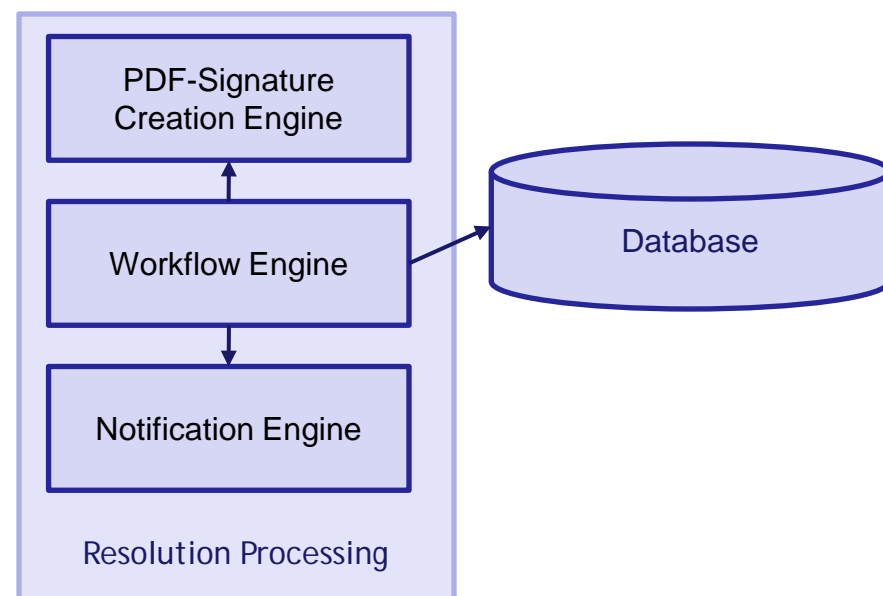 PDF-Signature
Creation Engine
Workflow Engine
Database
Notification Engine
Resolution Processing